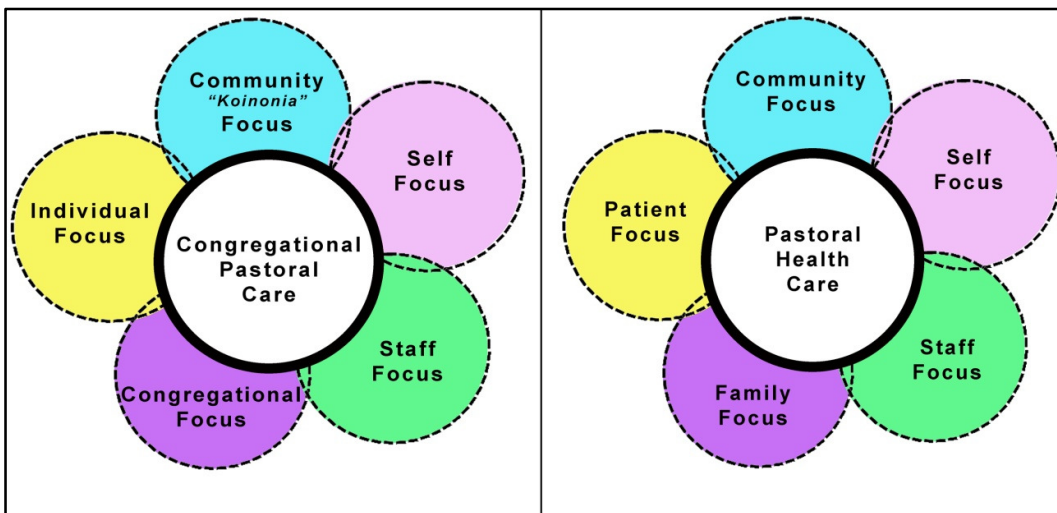 Community
“Koinonia”
Focus
Self
Focus
Individual
Focus
Congregational
Pastoral
Care
Staff
Focus
Congregational
Focus
Community
Focus
Self
Focus
Patient
Focus
Pastoral
Health
Care
Staff
Focus
Family
Focus